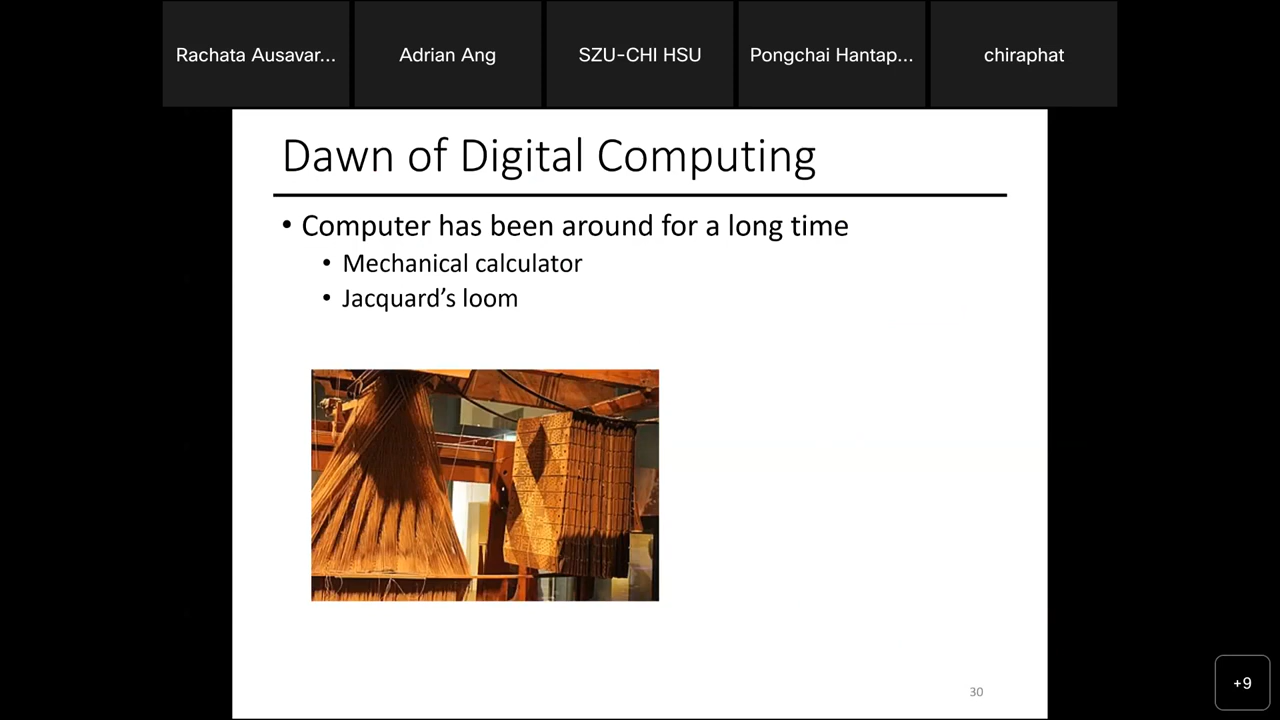 Rachata Ausavar...
Adrian Ang
SZU-CHI HSU
Pongchai Hantap...
chiraphat
Dawn of Digital Computing
• Computer has been around for a long time
• Mechanical calculator
• Jacquard’s loom
30
+9